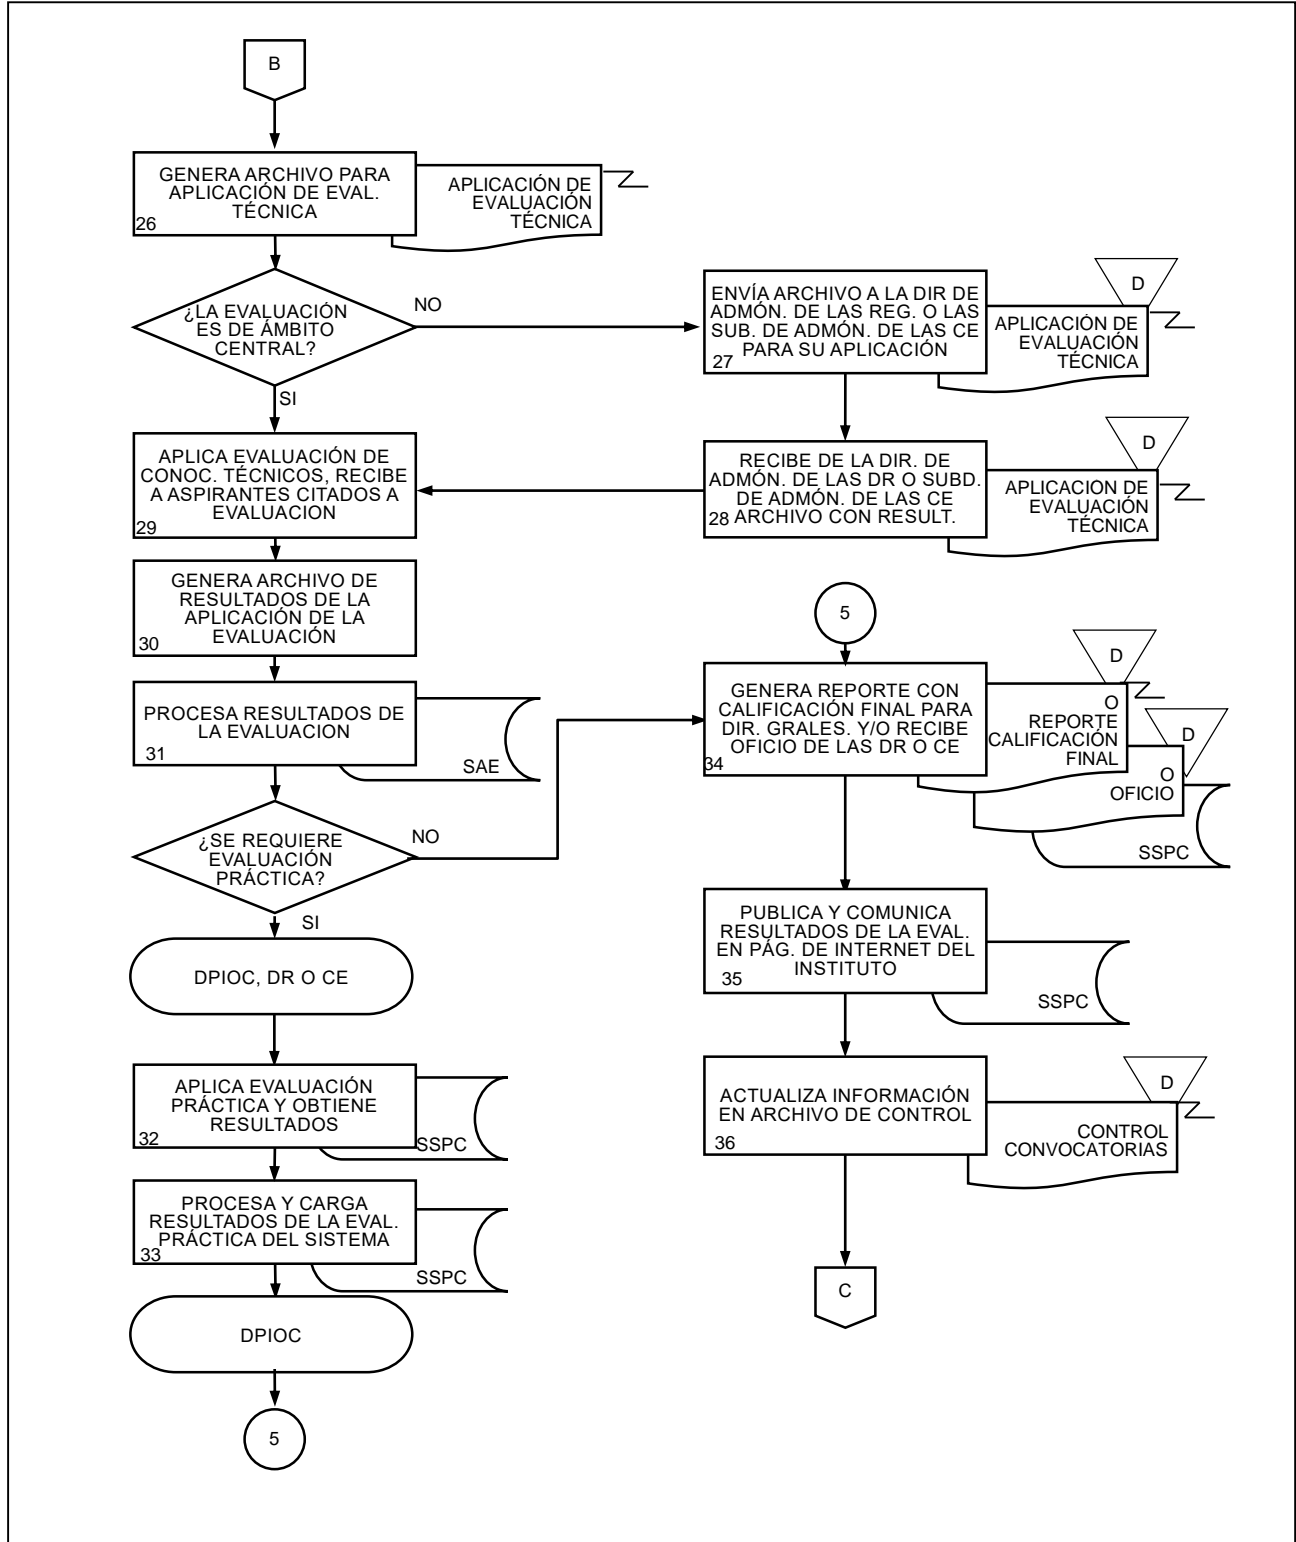 B
GENERA ARCHIVO PARA
APLICACIÓN DE EVAL.
TÉCNICA
26
APLICACIÓN DE
EVALUACIÓN
TÉCNICA
¿LA EVALUACIÓN
ES DE ÁMBITO
CENTRAL?
NO
SI
ENVÍA ARCHIVO A LA DIR DE
ADMÓN. DE LAS REG. O LAS
SUB. DE ADMÓN. DE LAS CE
PARA SU APLICACIÓN
27
D
APLICACIÓN DE
EVALUACIÓN
TÉCNICA
RECIBE DE LA DIR. DE
ADMÓN. DE LAS DR O SUBD.
DE ADMÓN. DE LAS CE
ARCHIVO CON RESULT.
28
D
APLICACION DE
EVALUACIÓN
TÉCNICA
APLICA EVALUACIÓN DE
CONOC. TÉCNICOS, RECIBE
A ASPIRANTES CITADOS A
EVALUACION
29
GENERA ARCHIVO DE
RESULTADOS DE LA
APLICACIÓN DE LA
EVALUACIÓN
30
PROCESA RESULTADOS DE
LA EVALUACION
31
SAE
¿SE REQUIERE
EVALUACIÓN
PRÁCTICA?
NO
SI
DPIOC, DR O CE
APLICA EVALUACIÓN
PRÁCTICA Y OBTIENE
RESULTADOS
32
SSPC
PROCESA Y CARGA
RESULTADOS DE LA EVAL.
PRÁCTICA DEL SISTEMA
33
SSPC
DPIOC
5
5
GENERA REPORTE CON
CALIFICACIÓN FINAL PARA
DIR. GRALES. Y/O RECIBE
OFICIO DE LAS DR O CE
34
D
O
REPORTE
CALIFICACIÓN
FINAL
D
O
OFICIO
SSPC
PUBLICA Y COMUNICA
RESULTADOS DE LA EVAL.
EN PÁG. DE INTERNET DEL
INSTITUTO
35
SSPC
ACTUALIZA INFORMACIÓN
EN ARCHIVO DE CONTROL
36
D
CONTROL
CONVOCATORIAS
C